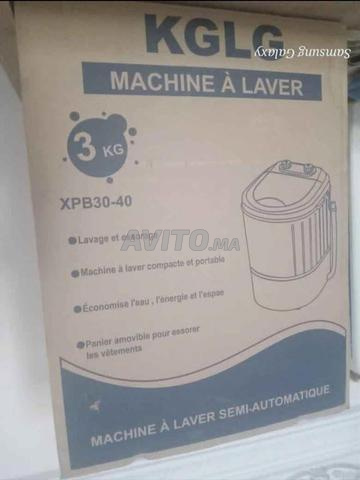 Samsung Galaxy
KGLG
MACHINE À LAVER
3 KG
XPB30-40
Lavage et essorage
AVITO.ma
Machine à laver compacte et portable
Économise l'eau , l'énergie et l'espae
Panier amovible pour essorer
les vêtements
MACHINE À LAVER SEMI-AUTOMATIQUE